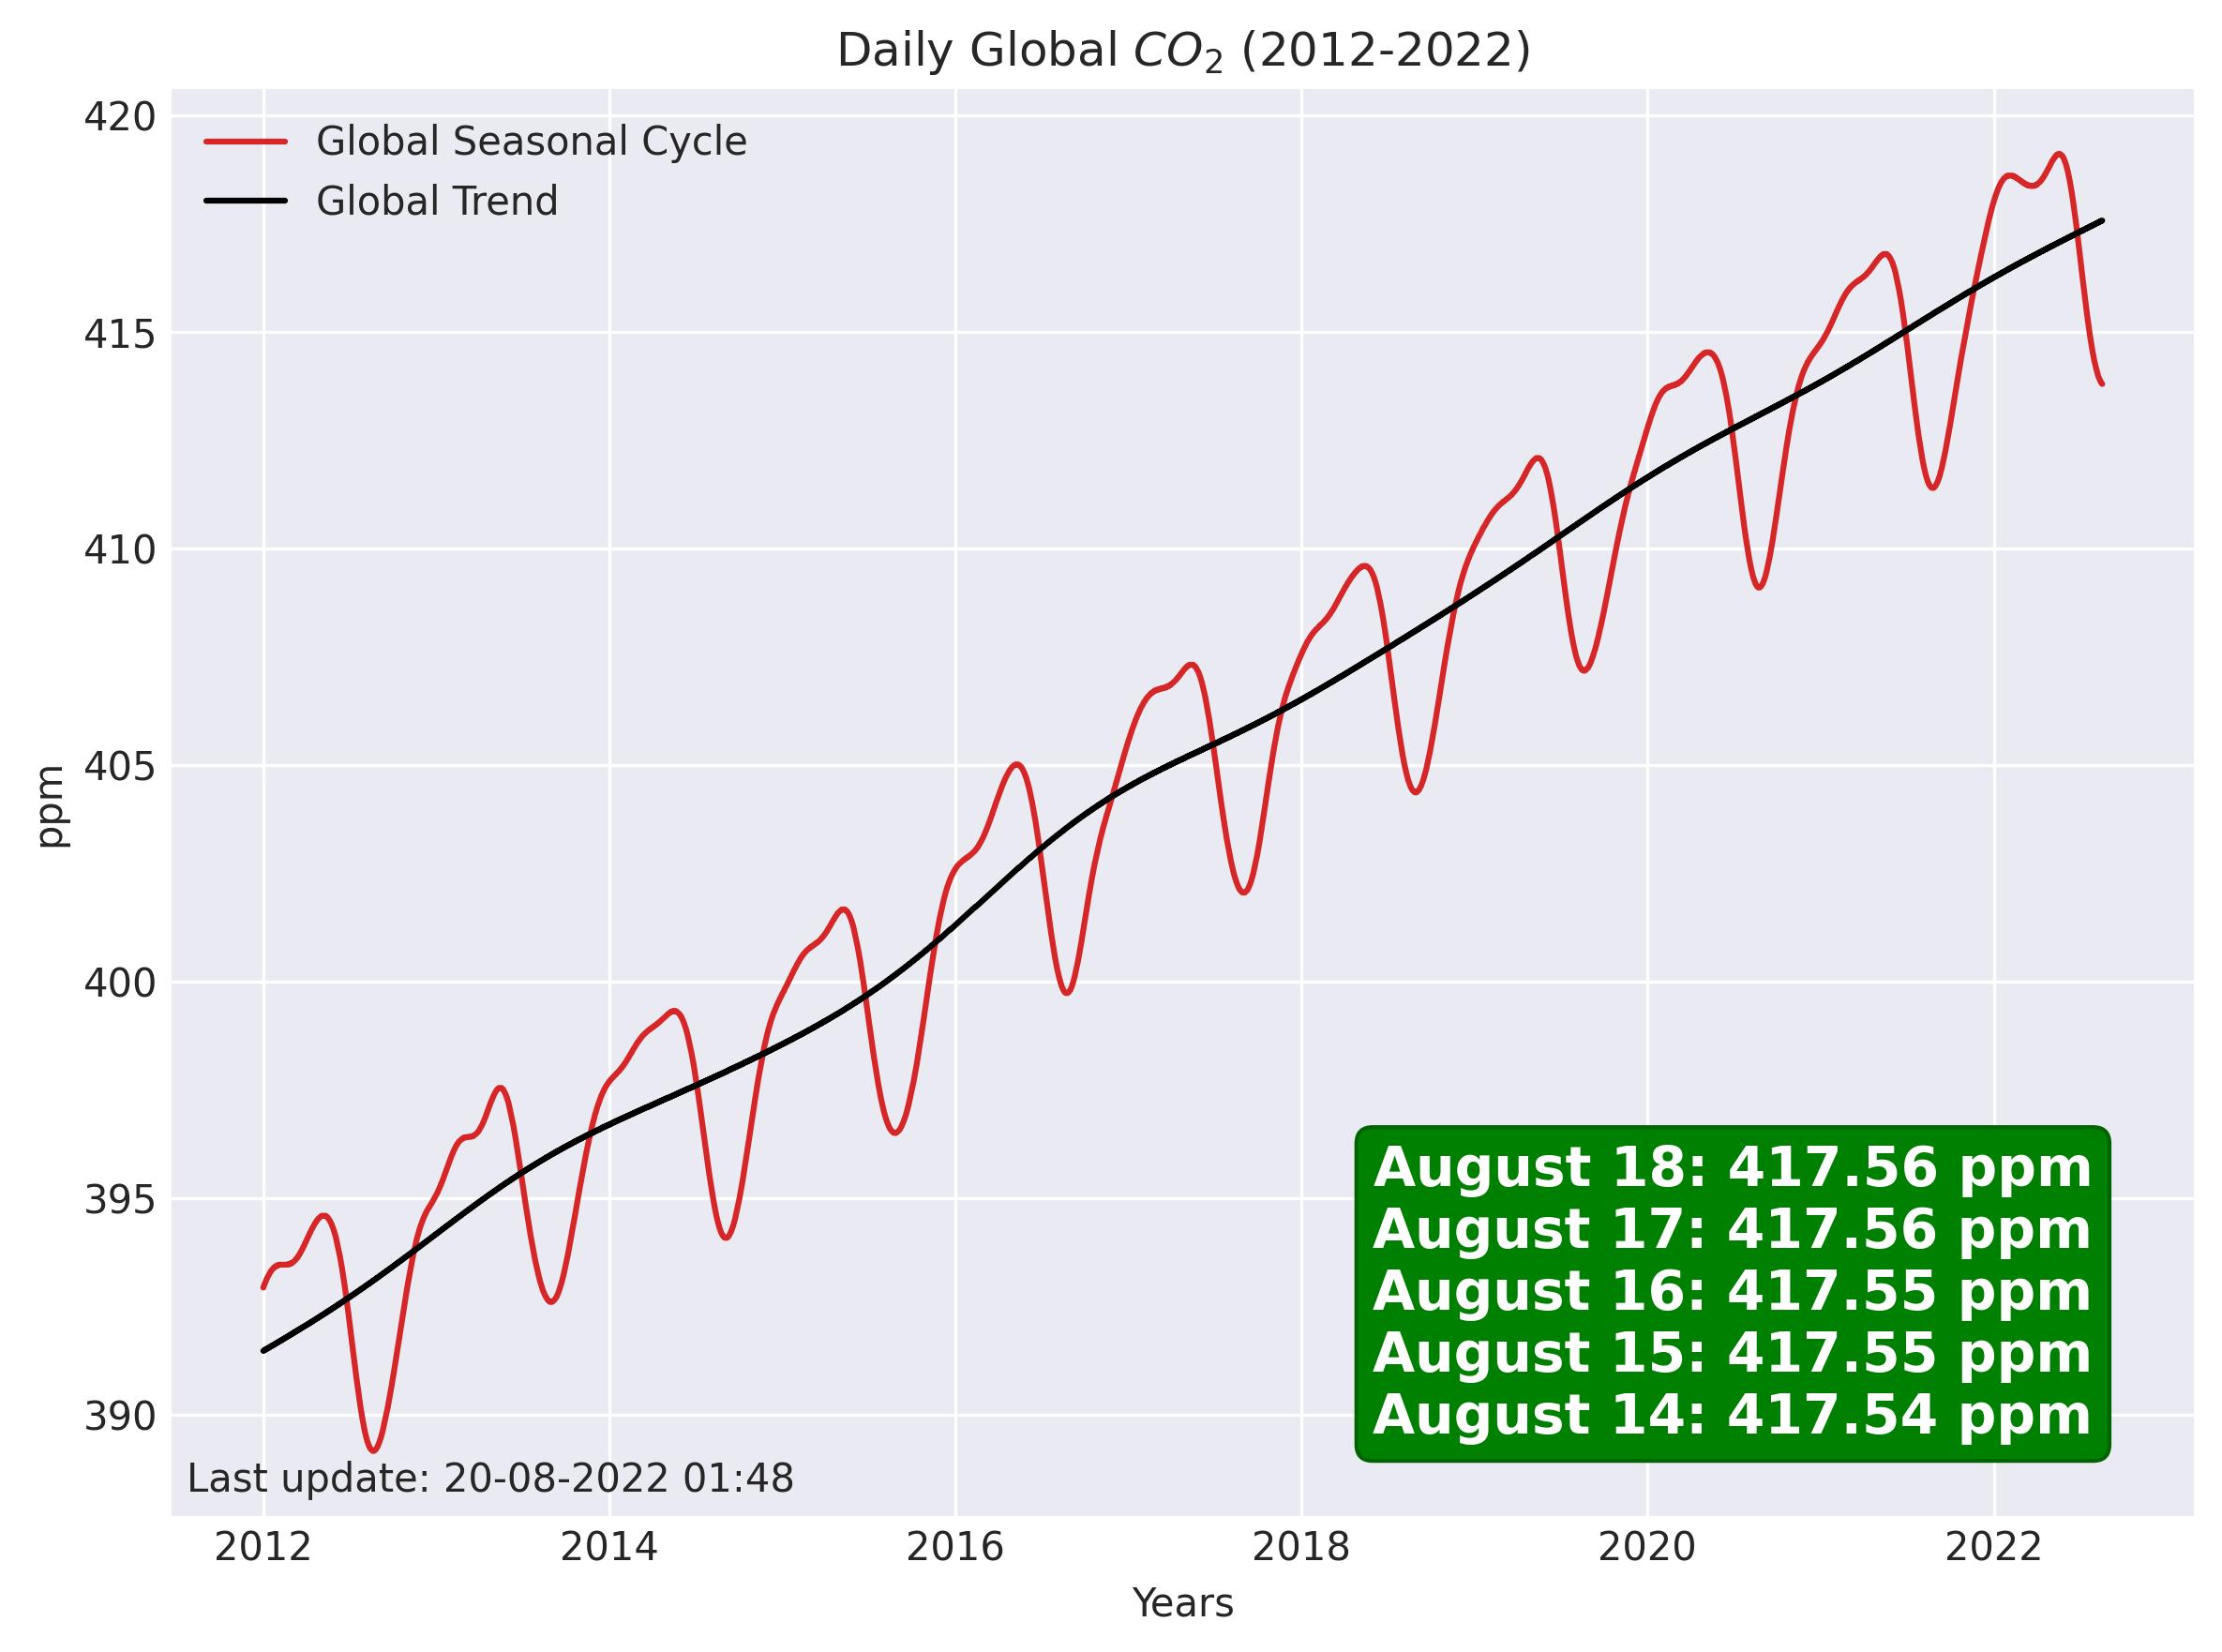 Daily Global CO₂ (2012-2022)
420
Global Seasonal Cycle
Global Trend
415
410
405
ppm
400
395
390
August 18: 417.56 ppm
August 17: 417.56 ppm
August 16: 417.55 ppm
August 15: 417.55 ppm
August 14: 417.54 ppm
Last update: 20-08-2022 01:48
2012 2014 2016 2018 2020 2022
Years